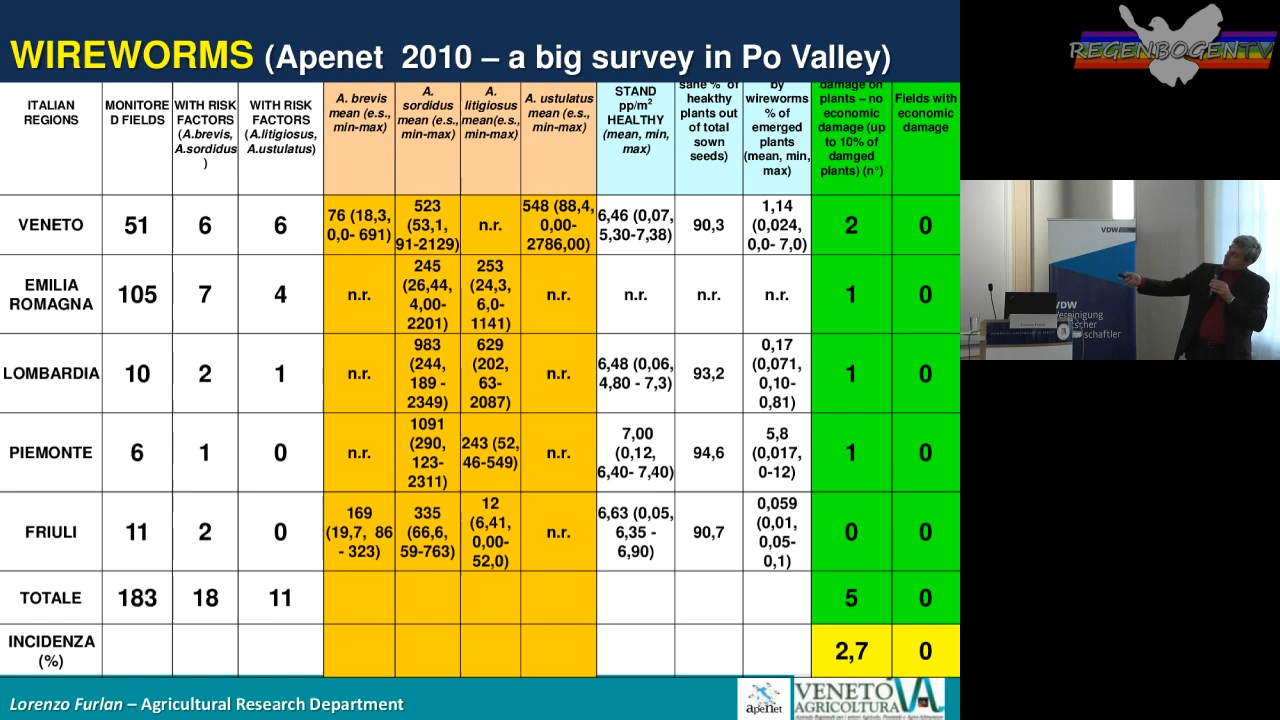 WIREWORMS (Apenet 2010 – a big survey in Po Valley)
REGENBOGENTV
ITALIAN
REGIONS
MONITORE
D FIELDS
WITH RISK
FACTORS
(A.brevis,
A.sordidus
)
WITH RISK
FACTORS
(A.litigiosus,
A.ustulatus)
A. brevis
mean (e.s.,
min-max)
A.
sordidus
mean (e.s.,
min-max)
A.
litigiosus
mean(e.s.,
min-max)
A. ustulatus
mean (e.s.,
min-max)
STAND
pp/m²
HEALTHY
(mean, min,
max)
sane % of
heakthy
plants out
of total
sown
seeds)
by
wireworms
% of
emerged
plants
(mean, min,
max)
damage on
plants – no
economic
damage (up
to 10% of
damged
plants) (n°)
Fields with
economic
damage
VENETO
51
6
6
76 (18,3,
0,0- 691)
523
(53,1,
91-2129)
n.r.
548 (88,4,
0,00-
2786,00)
6,46 (0,07,
5,30-7,38)
90,3
1,14
(0,024,
0,0- 7,0)
2
0
EMILIA
ROMAGNA
105
7
4
n.r.
245
(26,44,
4,00-
2201)
253
(24,3,
6,0-
1141)
n.r.
n.r.
n.r.
n.r.
1
0
LOMBARDIA
10
2
1
n.r.
983
(244,
189 -
2349)
629
(202,
63-
2087)
n.r.
6,48 (0,06,
4,80 - 7,3)
93,2
0,17
(0,071,
0,10-
0,81)
1
0
PIEMONTE
6
1
0
n.r.
1091
(290,
123-
2311)
243 (52,
46-549)
n.r.
7,00
(0,12,
6,40- 7,40)
94,6
5,8
(0,017,
0-12)
1
0
FRIULI
11
2
0
169
(19,7, 86
- 323)
335
(66,6,
59-763)
12
(6,41,
0,00-
52,0)
n.r.
6,63 (0,05,
6,35 -
6,90)
90,7
0,059
(0,01,
0,05-
0,1)
0
0
TOTALE
183
18
11
5
0
INCIDENZA
(%)
2,7
0
Lorenzo Furlan – Agricultural Research Department
apenet
VENETO
AGRICOLTURA
VDW
VDW